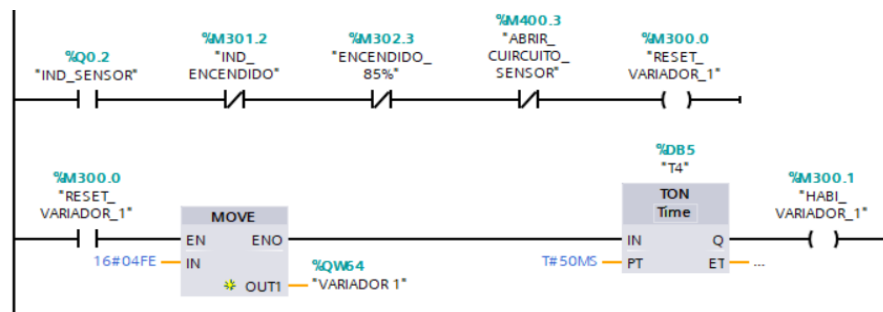 %Q0.2
"IND_SENSOR"
%M301.2
"IND_
ENCENDIDO"
%M302.3
"ENCENDIDO_
85%"
%M400.3
"ABRIR_
CUIRCUITO_
SENSOR"
%M300.0
"RESET_
VARIADOR_1"
%M300.0
"RESET_
VARIADOR_1"
MOVE
EN ENO
16#04FE IN
OUT1
%QW64
"VARIADOR 1"
%DB5
"T4"
TON
Time
IN Q
T#50MS PT ET ...
%M300.1
"HABI_
VARIADOR_1"